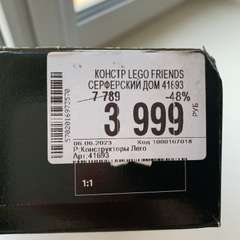 КОНСТР LEGO FRIENDS
СЕРФЕРСКИЙ ДОМ 41693
7 789 -48%
3 999 РУБ
06.06.2023 Код 1000167018
Р:Конструкторы Лего
Арт.41693
5702016973570
1:1